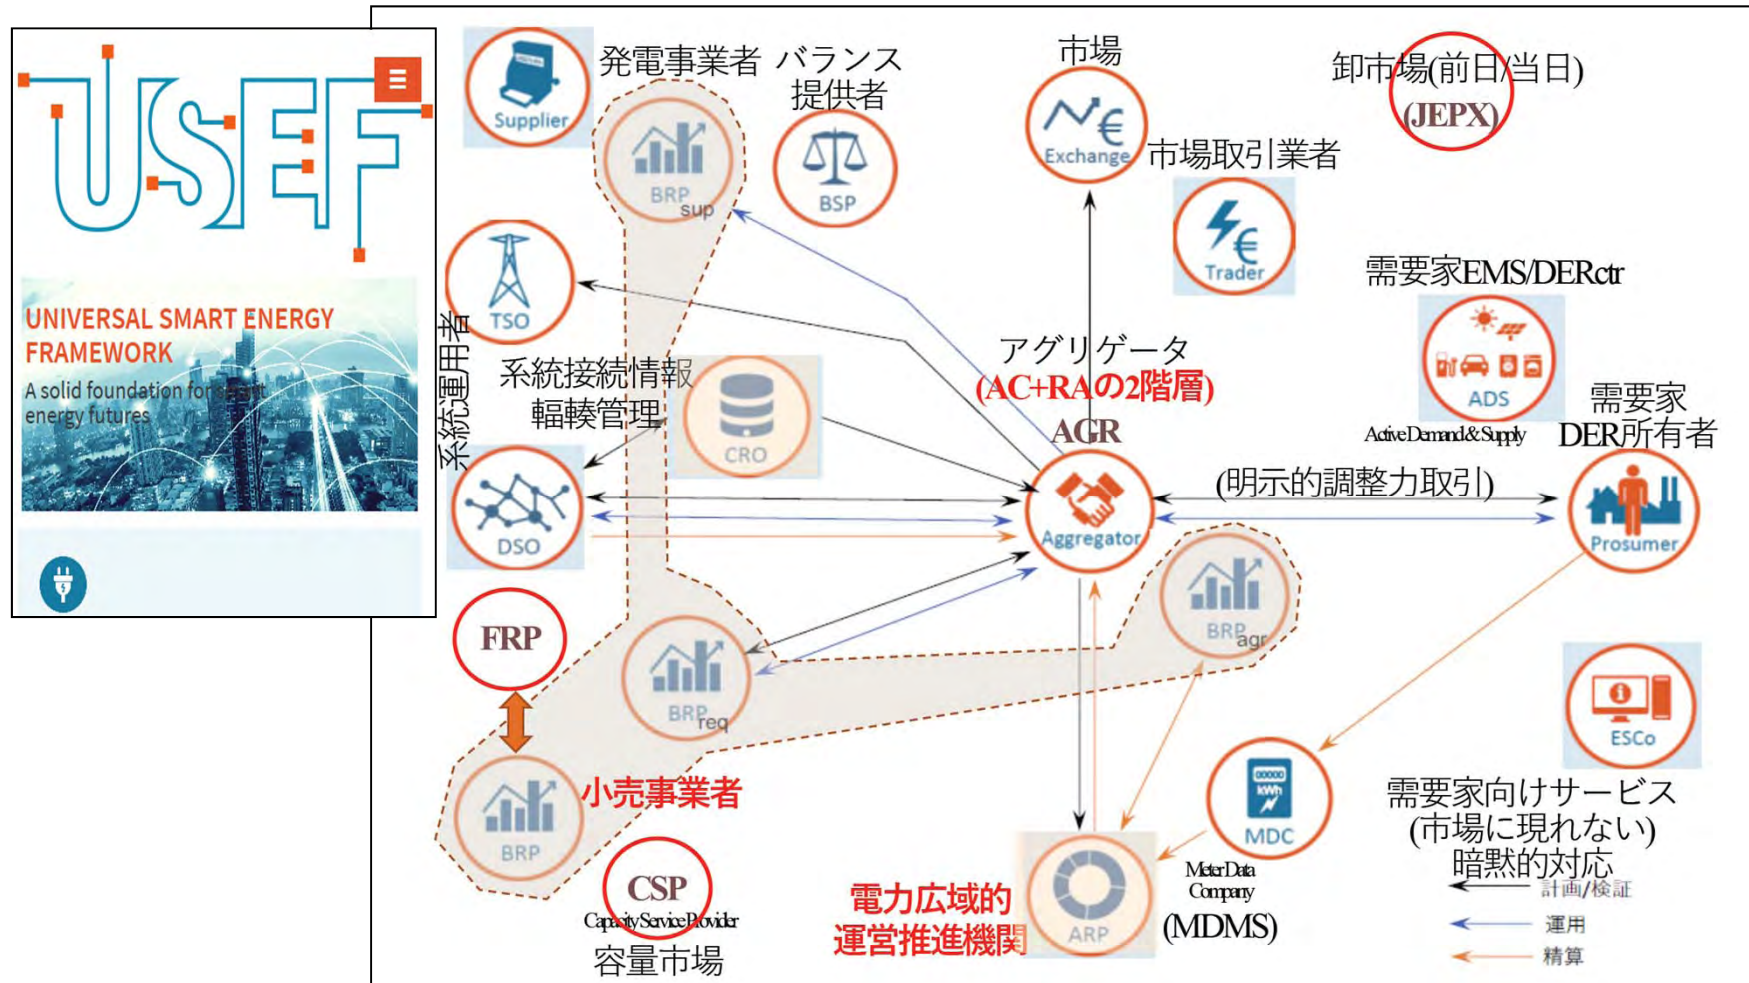 USEF
UNIVERSAL SMART ENERGY
FRAMEWORK
A solid foundation for smart
energy futures
Supplier
発電事業者
BRP
sup
バランス
提供者
BSP
市場
Exchange
市場取引業者
Trader
卸市場(前日/当日)
(JEPX)
系統運用者
TSO
系統接続情報
輻輳管理
CRO
DSO
アグリゲータ
(AC+RAの2階層)
AGR
Aggregator
需要家EMS/DERctr
ADS
Active Demand & Supply
需要家
DER所有者
(明示的調整力取引)
Prosumer
BRP
agr
FRP
BRP
req
BRP
小売事業者
CSP
Capacity Service Provider
容量市場
電力広域的
運営推進機関
ARP
00000
kWh
MDC
Meter Data
Company
(MDMS)
ESCo
需要家向けサービス
(市場に現れない)
暗黙的対応
計画/検証
運用
精算